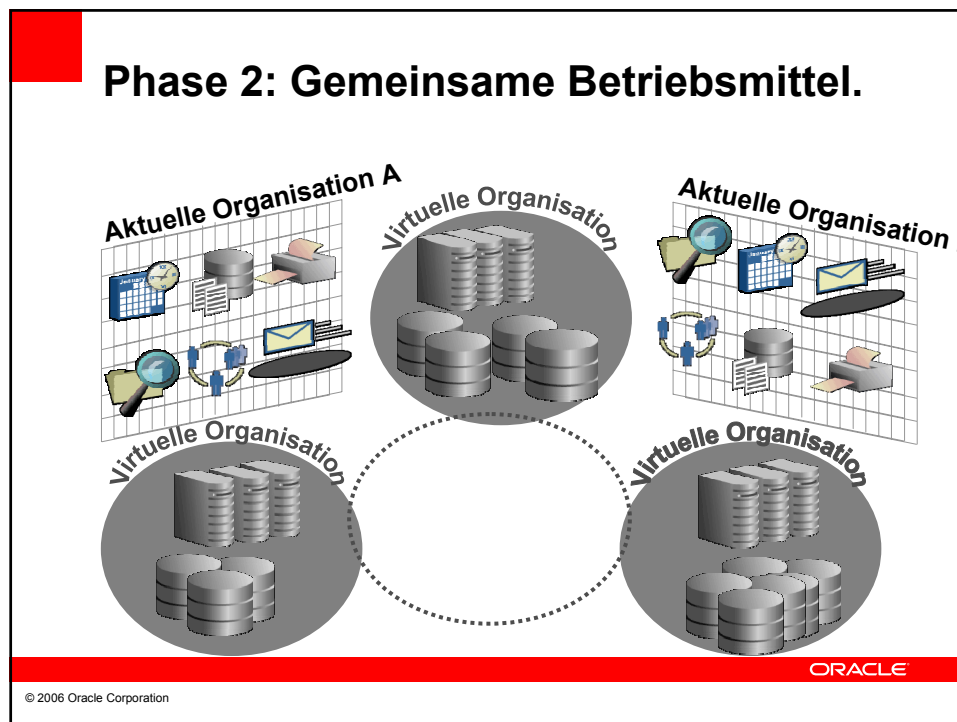 Phase 2: Gemeinsame Betriebsmittel.
Aktuelle Organisation A
Virtuelle Organisation
Aktuelle Organisation
Virtuelle Organisation
Virtuelle Organisation
ORACLE
© 2006 Oracle Corporation